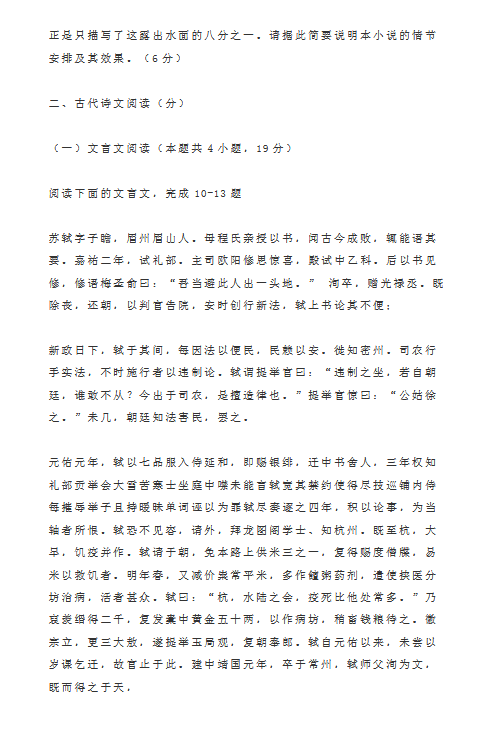 正是只描写了这露出水面的八分之一。请据此简要说明本小说的情节
安排及其效果。（6分）
二、古代诗文阅读（分）
（一）文言文阅读（本题共4小题，19分）
阅读下面的文言文，完成10-13题
苏轼字子瞻，眉州眉山人。母程氏亲授以书，闻古今成败，辄能语其
要。嘉祐二年，试礼部。主司欧阳修思惊喜，殿试中乙科。后以书见
修，修语梅圣俞曰：“吾当避此人出一头地。” 洵卒，赠光禄丞。既
除丧，还朝，以判官告院，安时创行新法，轼上书论其不便；
新政日下，轼于其间，每因法以便民，民赖以安。徙知密州。司农行
手实法，不时施行者以违制论。轼谓提举官曰：“违制之坐，若自朝
廷，谁敢不从？今出于司农，是擅造律也。”提举官惊曰：“公姑徐
之。”未几，朝廷知法害民，罢之。
元佑元年，轼以七品服入侍延和，即赐银绯，迁中书舍人，三年权知
礼部贡举会大雪苦寒士坐庭中噤未能言轼宽其禁约使得尽技巡铺内侍
每摧辱举子且持暧昧单词诬以为罪轼尽奏逐之四年，积以论事，为当
轴者所恨。轼恐不见容，请外，拜龙图阁学士、知杭州。既至杭，大
旱，饥疫并作。轼请于朝，免本路上供米三之一，复得赐度僧牒，易
米以救饥者。明年春，又减价粜常平米，多作饘粥药剂，遣使挟医分
坊治病，活者甚众。轼曰：“杭，水陆之会，疫死比他处常多。”乃
裒羡缗得二千，复发橐中黄金五十两，以作病坊，稍畜钱粮待之。徽
宗立，更三大赦，遂提举玉局观，复朝奉郎。轼自元佑以来，未尝以
岁课乞迁，故官止于此。建中靖国元年，卒于常州，轼师父洵为文，
既而得之于天，